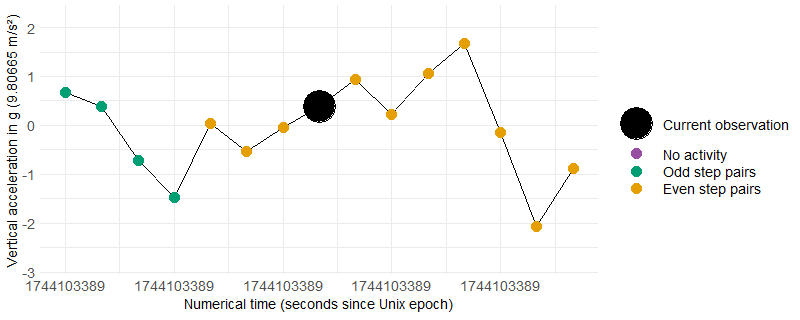 Vertical acceleration in g (9.80665 m/s²)
2
1
0
-1
-2
-3
1744103389 1744103389 1744103389 1744103389 1744103389
Numerical time (seconds since Unix epoch)
Current observation
No activity
Odd step pairs
Even step pairs